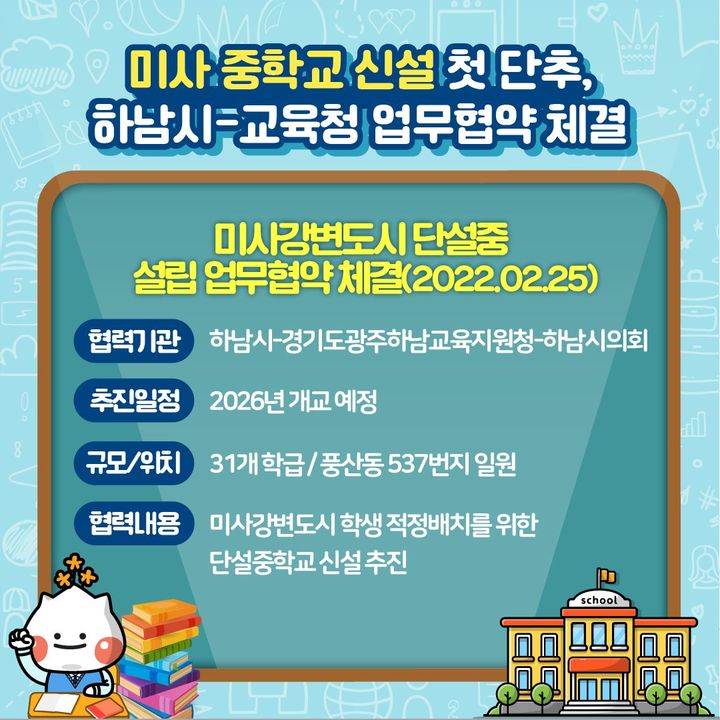 미사 중학교 신설 첫 단추,
하남시-교육청 업무협약 체결
미사강변도시 단설중
설립 업무협약 체결(2022.02.25)
협력기관 하남시-경기도광주하남교육지원청-하남시의회
추진일정 2026년 개교 예정
규모/위치 31개 학급 / 풍산동 537번지 일원
협력내용 미사강변도시 학생 적정배치를 위한
단설중학교 신설 추진
school